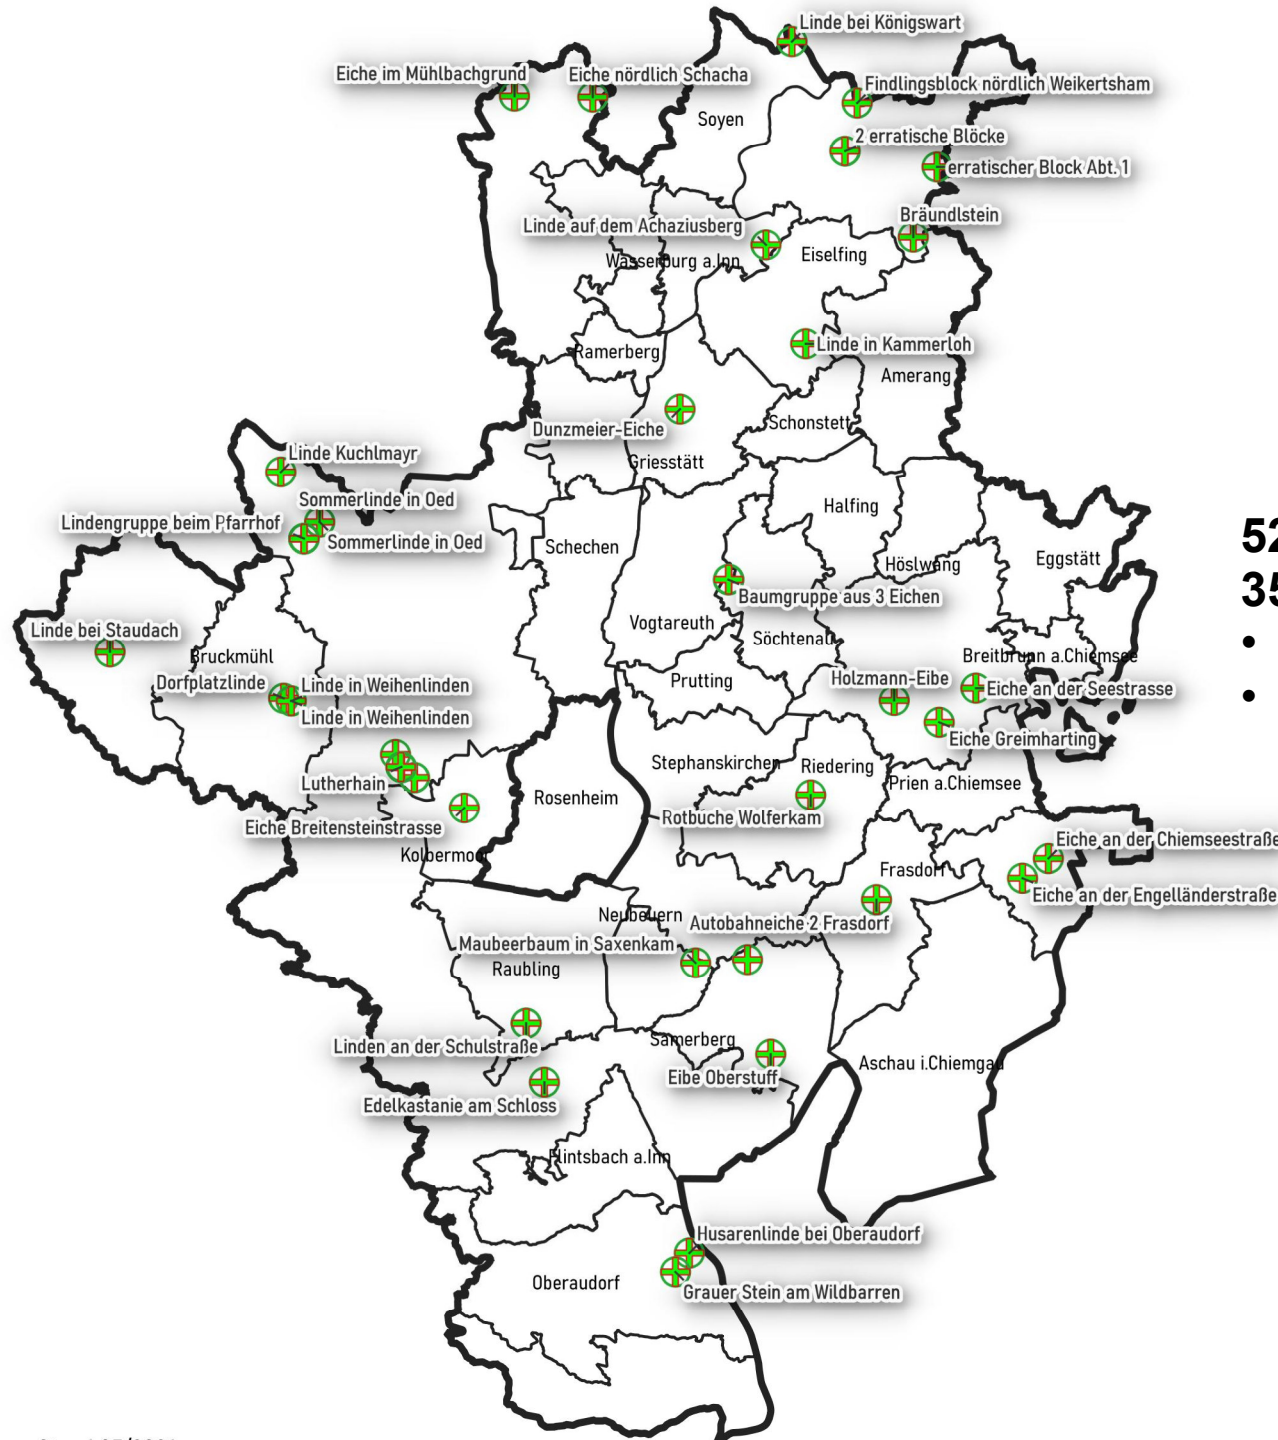 Linde bei Königswart
Eiche im Mühlbachgrund
Eiche nördlich Schacha
Findlingsblock nördlich Weikertsham
Soyen
2 erratische Blöcke
erratischer Block Abt. 1
Bräundlstein
Linde auf dem Achaziusberg
Eiselfing
Wasserburg a.Inn
Linde in Kammerloh
Ramerberg
Amerang
Schonstett
Dunzmeier-Eiche
Griesstätt
Linde Kuchlmayr
Sommerlinde in Oed
Halfing
Lindengruppe beim Pfarrhof
Sommerlinde in Oed
52
Schechen
Eggstätt
Höslwang
35
Baumgruppe aus 3 Eichen
Vogtareuth
Linde bei Staudach
Söchtenau
•
Bruckmühl
Breitbrunn a.Chiemsee
Dorfplatzlinde
Linde in Weihenlinden
Prutting
Holzmann-Eibe
Eiche an der Seestrasse
•
Linde in Weihenlinden
Eiche Greimharting
Stephanskirchen
Riedering
Lutherhain
Prien a.Chiemsee
Rosenheim
Rotbuche Wolferkam
Eiche Breitensteinstrasse
Eiche an der Chiemseestraße
Kolbermoor
Frasdorf
Eiche an der Engelländerstraße
Neubeuern
Autobahneiche 2 Frasdorf
Maubeerbaum in Saxenkam
Raubling
Samerberg
Linden an der Schulstraße
Aschau i.Chiemgau
Eibe Oberstuff
Edelkastanie am Schloss
Flintsbach a.Inn
Husarenlinde bei Oberaudorf
Oberaudorf
Grauer Stein am Wildbarren